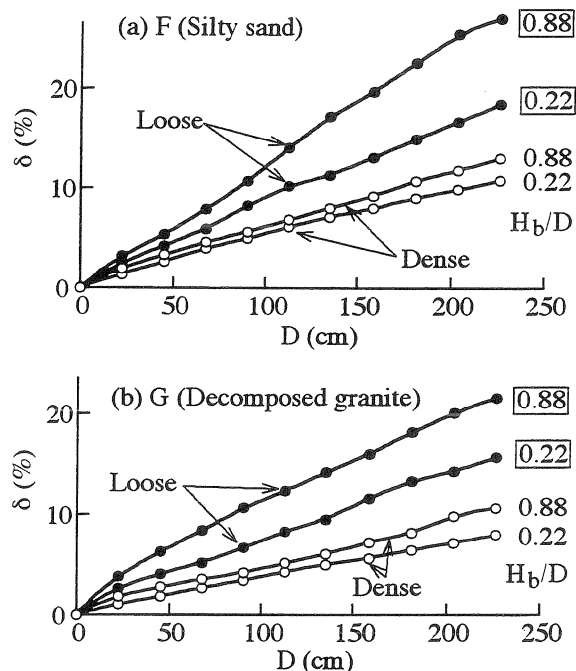 (a) F (Silty sand)
0.88
20
0.22
Loose
δ (%)
0.88
10
0.22
H_b/D
Dense
0
0 50 100 150 200 250
D (cm)
(b) G (Decomposed granite)
0.88
20
0.22
Loose
δ (%)
10
0.88
0.22
H_b/D
Dense
0
0 50 100 150 200 250
D (cm)